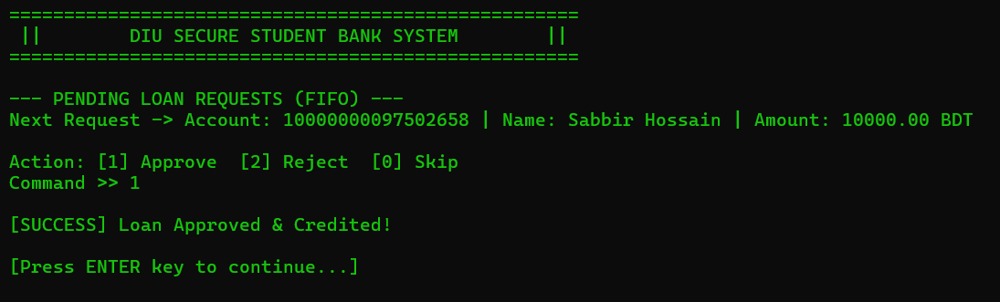 ====================================================
||        DIU SECURE STUDENT BANK SYSTEM        ||
====================================================
--- PENDING LOAN REQUESTS (FIFO) ---
Next Request -> Account: 10000000097502658 | Name: Sabbir Hossain | Amount: 10000.00 BDT
Action: [1] Approve  [2] Reject  [0] Skip
Command >> 1
[SUCCESS] Loan Approved & Credited!
[Press ENTER key to continue...]